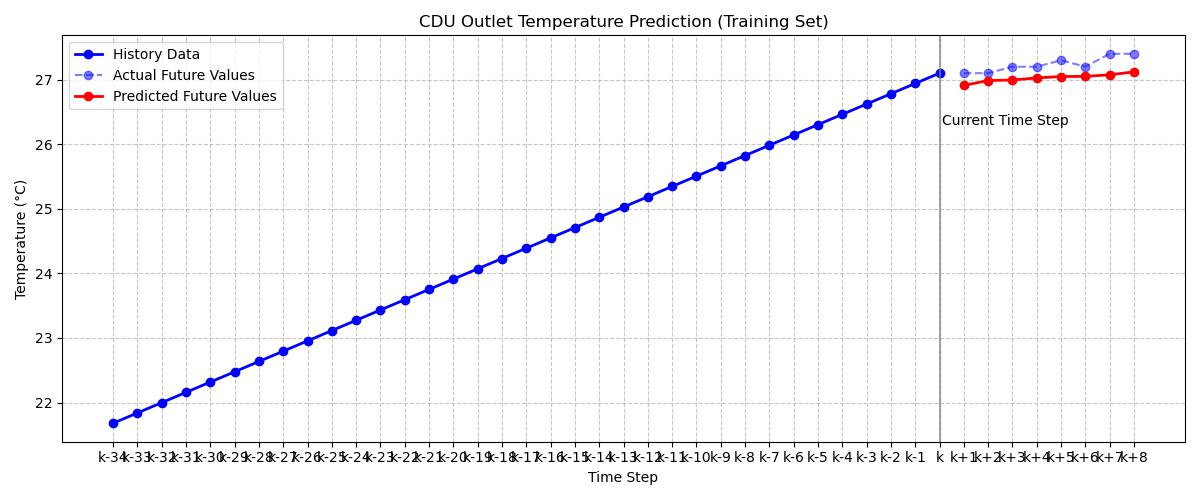 CDU Outlet Temperature Prediction (Training Set)
History Data
Actual Future Values
Predicted Future Values
Current Time Step
Temperature (°C)
27
26
25
24
23
22
k-34 k-33 k-32 k-31 k-30 k-29 k-28 k-27 k-26 k-25 k-24 k-23 k-22 k-21 k-20 k-19 k-18 k-17 k-16 k-15 k-14 k-13 k-12 k-11 k-10 k-9 k-8 k-7 k-6 k-5 k-4 k-3 k-2 k-1 k k+1 k+2 k+3 k+4 k+5 k+6 k+7 k+8
Time Step